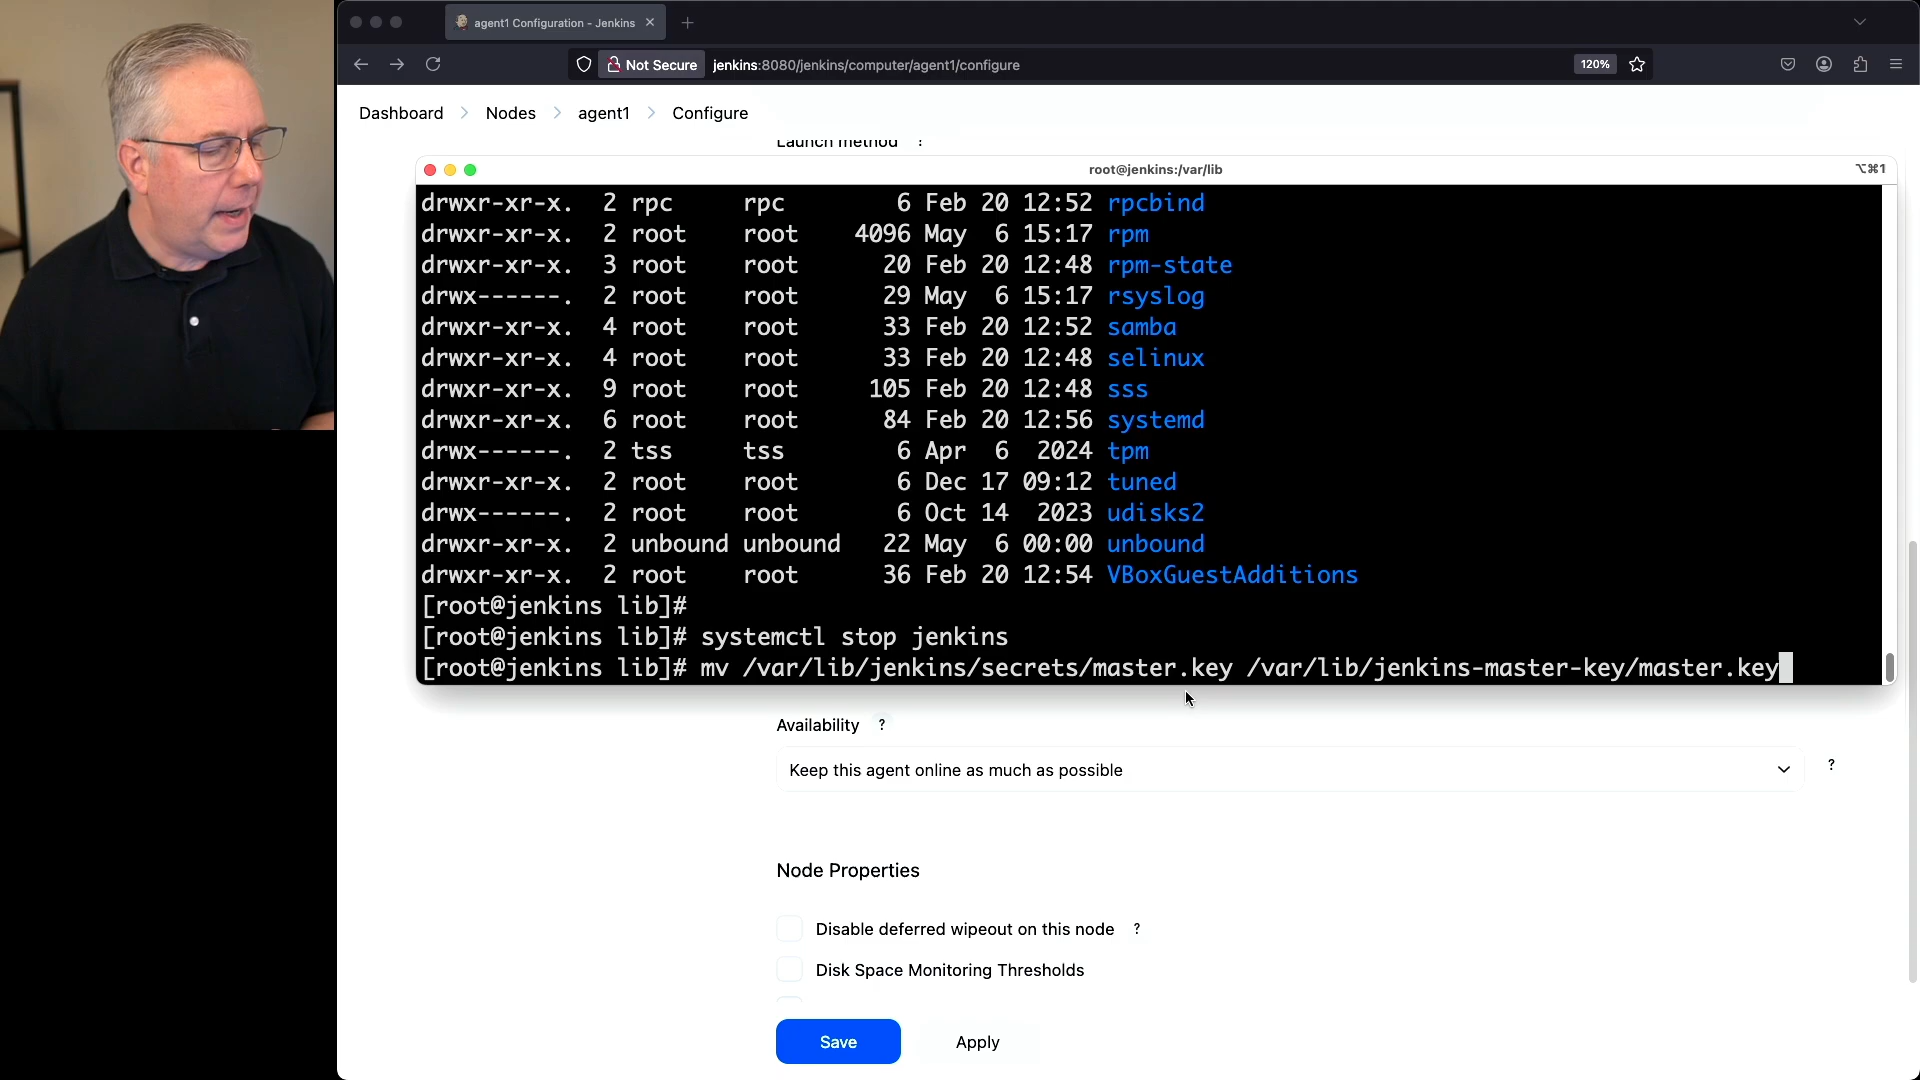 agent1 Configuration - Jenkins
Not Secure jenkins:8080/jenkins/computer/agent1/configure 120%
Dashboard Nodes agent1 Configure
Launch method ?
root@jenkins:/var/lib ⌥⌘1
drwxr-xr-x. 2 rpc rpc 6 Feb 20 12:52 rpcbind
drwxr-xr-x. 2 root root 4096 May 6 15:17 rpm
drwxr-xr-x. 3 root root 20 Feb 20 12:48 rpm-state
drwx------. 2 root root 29 May 6 15:17 rsyslog
drwxr-xr-x. 4 root root 33 Feb 20 12:52 samba
drwxr-xr-x. 4 root root 33 Feb 20 12:48 selinux
drwxr-xr-x. 9 root root 105 Feb 20 12:48 sss
drwxr-xr-x. 6 root root 84 Feb 20 12:56 systemd
drwx------. 2 tss tss 6 Apr 6 2024 tpm
drwxr-xr-x. 2 root root 6 Dec 17 09:12 tuned
drwx------. 2 root root 6 Oct 14 2023 udisks2
drwxr-xr-x. 2 unbound unbound 22 May 6 00:00 unbound
drwxr-xr-x. 2 root root 36 Feb 20 12:54 VBoxGuestAdditions
[root@jenkins lib]#
[root@jenkins lib]# systemctl stop jenkins
[root@jenkins lib]# mv /var/lib/jenkins/secrets/master.key /var/lib/jenkins-master-key/master.key
Availability ?
Keep this agent online as much as possible ?
Node Properties
Disable deferred wipeout on this node ?
Disk Space Monitoring Thresholds
Save Apply